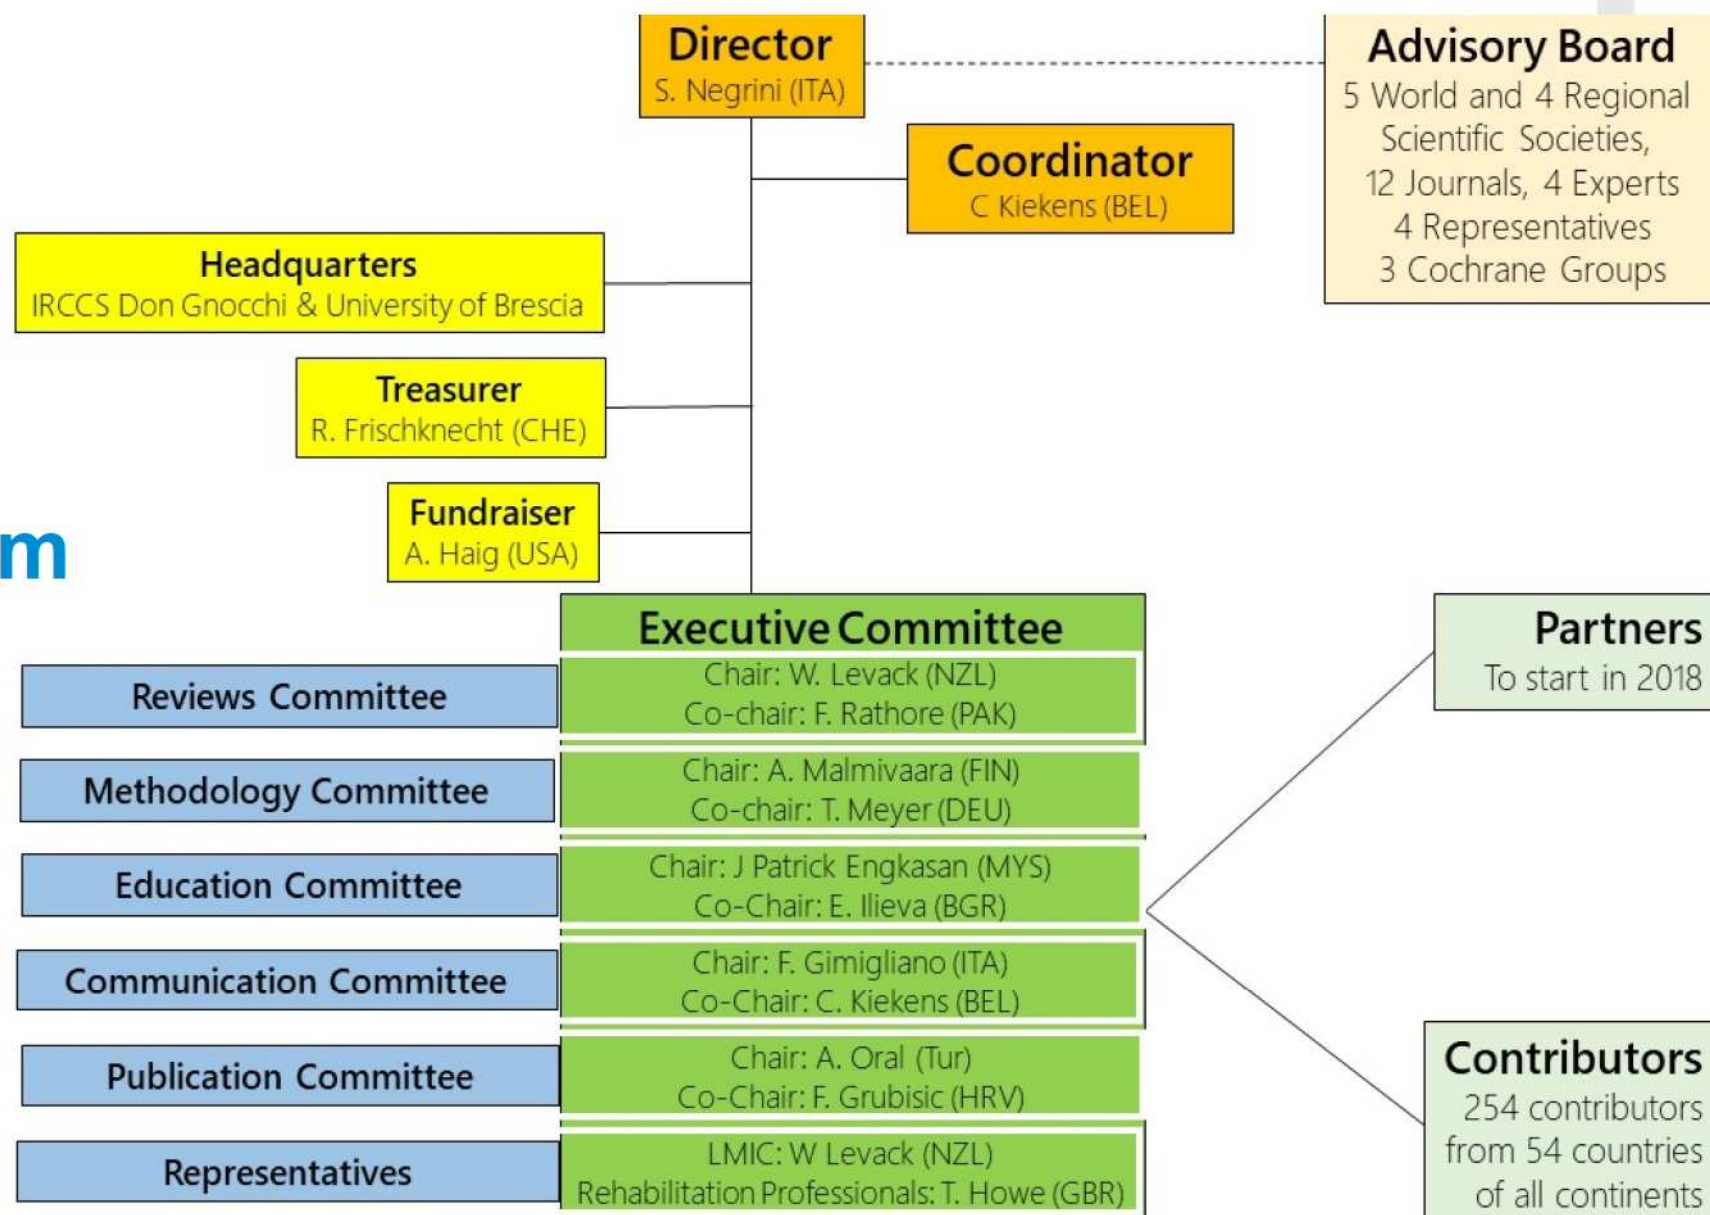 Director
S. Negrini (ITA)
Advisory Board
5 World and 4 Regional
Scientific Societies,
12 Journals, 4 Experts
4 Representatives
3 Cochrane Groups
Coordinator
C Kiekens (BEL)
Headquarters
IRCCS Don Gnocchi & University of Brescia
Treasurer
R. Frischknecht (CHE)
Fundraiser
A. Haig (USA)
m
Executive Committee
Reviews Committee
Chair: W. Levack (NZL)
Co-chair: F. Rathore (PAK)
Methodology Committee
Chair: A. Malmivaara (FIN)
Co-chair: T. Meyer (DEU)
Education Committee
Chair: J Patrick Engkasan (MYS)
Co-Chair: E. Ilieva (BGR)
Communication Committee
Chair: F. Gimigliano (ITA)
Co-Chair: C. Kiekens (BEL)
Publication Committee
Chair: A. Oral (Tur)
Co-Chair: F. Grubisic (HRV)
Representatives
LMIC: W Levack (NZL)
Rehabilitation Professionals: T. Howe (GBR)
Partners
To start in 2018
Contributors
254 contributors
from 54 countries
of all continents